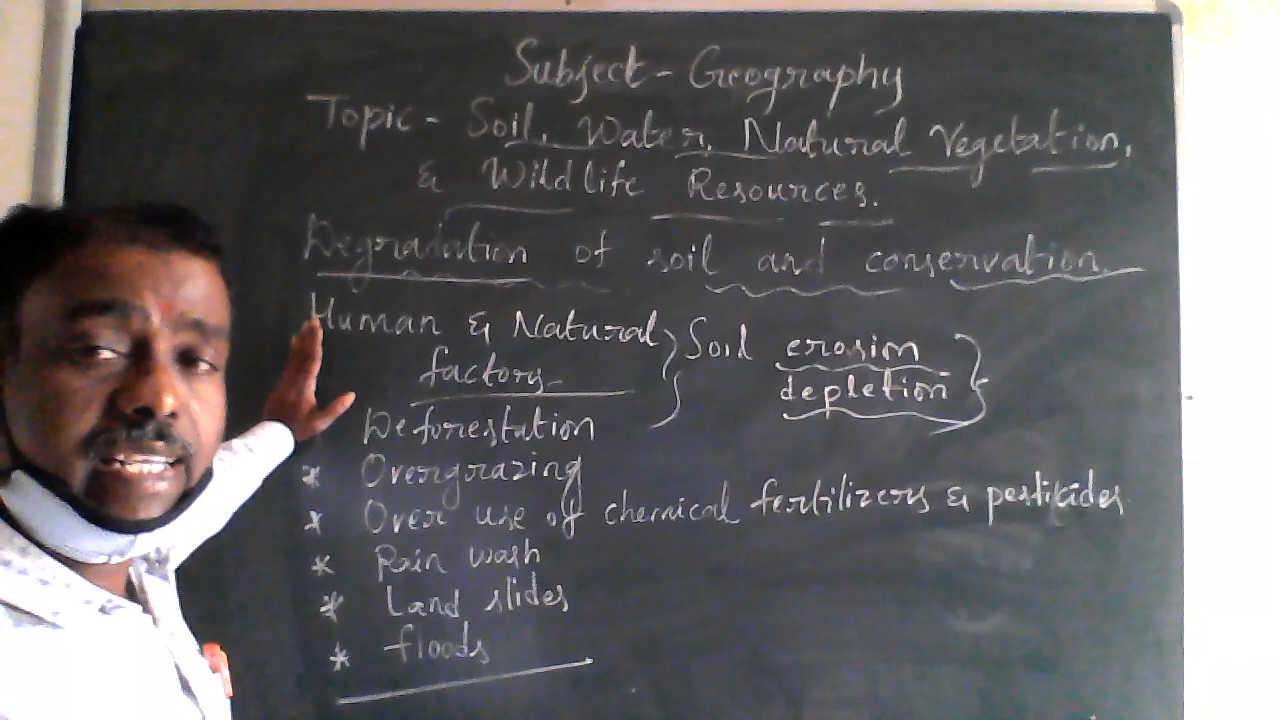 Subject - Geography
Topic - Soil, Water, Natural Vegetation,
& Wildlife Resources.
Degradation of soil and conservation.
Human & Natural } Soil erosion }
factors depletion
Deforestation
* Overgrazing
* Over use of chemical fertilizers & pesticides
* Rain wash
* Land slides
* floods